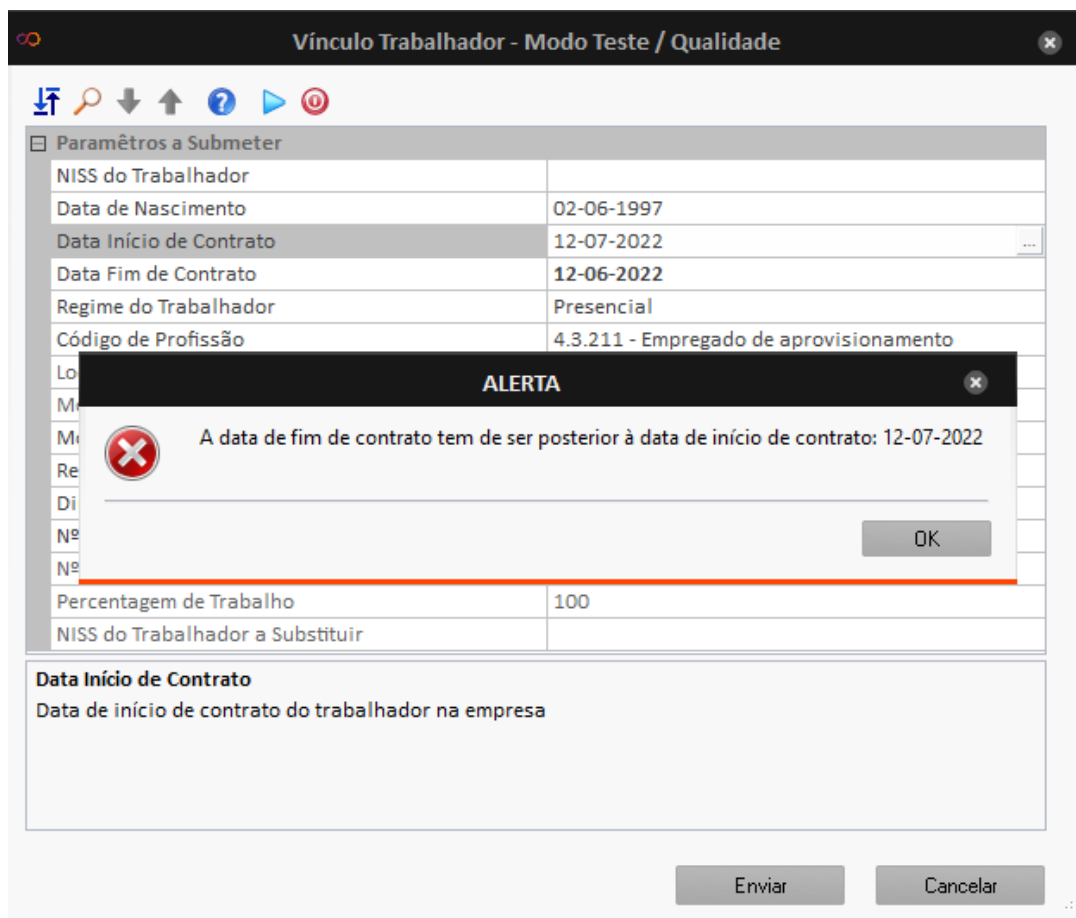 Vínculo Trabalhador - Modo Teste / Qualidade
Paramêtros a Submeter
NISS do Trabalhador
Data de Nascimento 02-06-1997
Data Início de Contrato 12-07-2022 ...
Data Fim de Contrato 12-06-2022
Regime do Trabalhador Presencial
Código de Profissão 4.3.211 - Empregado de aprovisionamento
ALERTA
A data de fim de contrato tem de ser posterior à data de início de contrato: 12-07-2022
OK
Nº
Nº
Percentagem de Trabalho 100
NISS do Trabalhador a Substituir
Data Início de Contrato
Data de início de contrato do trabalhador na empresa
Enviar Cancelar